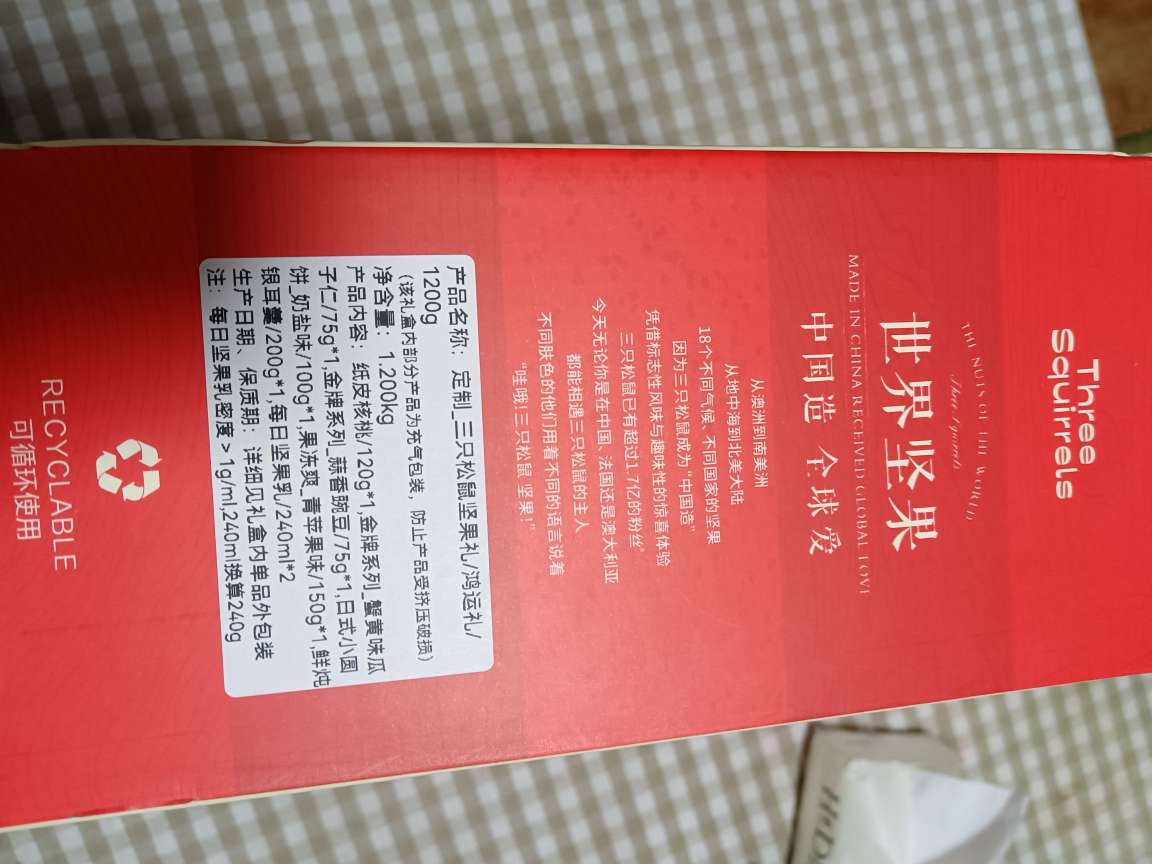 Three
Squirrels
THE NUTS OF THE WORLD
Three Squirrels
世界坚果
MADE IN CHINA RECEIVED GLOBAL LOVE
中国造 全球爱
从澳洲到南美洲
从地中海到北美大陆
18个不同气候、不同国家的坚果
因为三只松鼠成为“中国造”
凭借标志性风味与趣味性的惊喜体验
三只松鼠已有超过1.7亿的粉丝
今天无论你是在中国、法国还是澳大利亚
都能相遇三只松鼠的主人
不同肤色的他们用着不同的语言说着
“哇哦！三只松鼠 坚果！”
产品名称：定制_三只松鼠坚果礼/鸿运礼/
1200g
（该礼盒内部分产品为充气包装，防止产品受挤压破损）
净含量：1.200kg
产品内容：纸皮核桃/120g*1,金牌系列_蟹黄味瓜
子仁/75g*1,金牌系列_蒜香豌豆/75g*1,日式小圆
饼_奶盐味/100g*1,果冻爽_青苹果味/150g*1,鲜炖
银耳羹/200g*1,每日坚果乳/240ml*2
生产日期、保质期：详细见礼盒内单品外包装
注：每日坚果乳密度＞1g/ml,240ml换算240g
RECYCLABLE
可循环使用